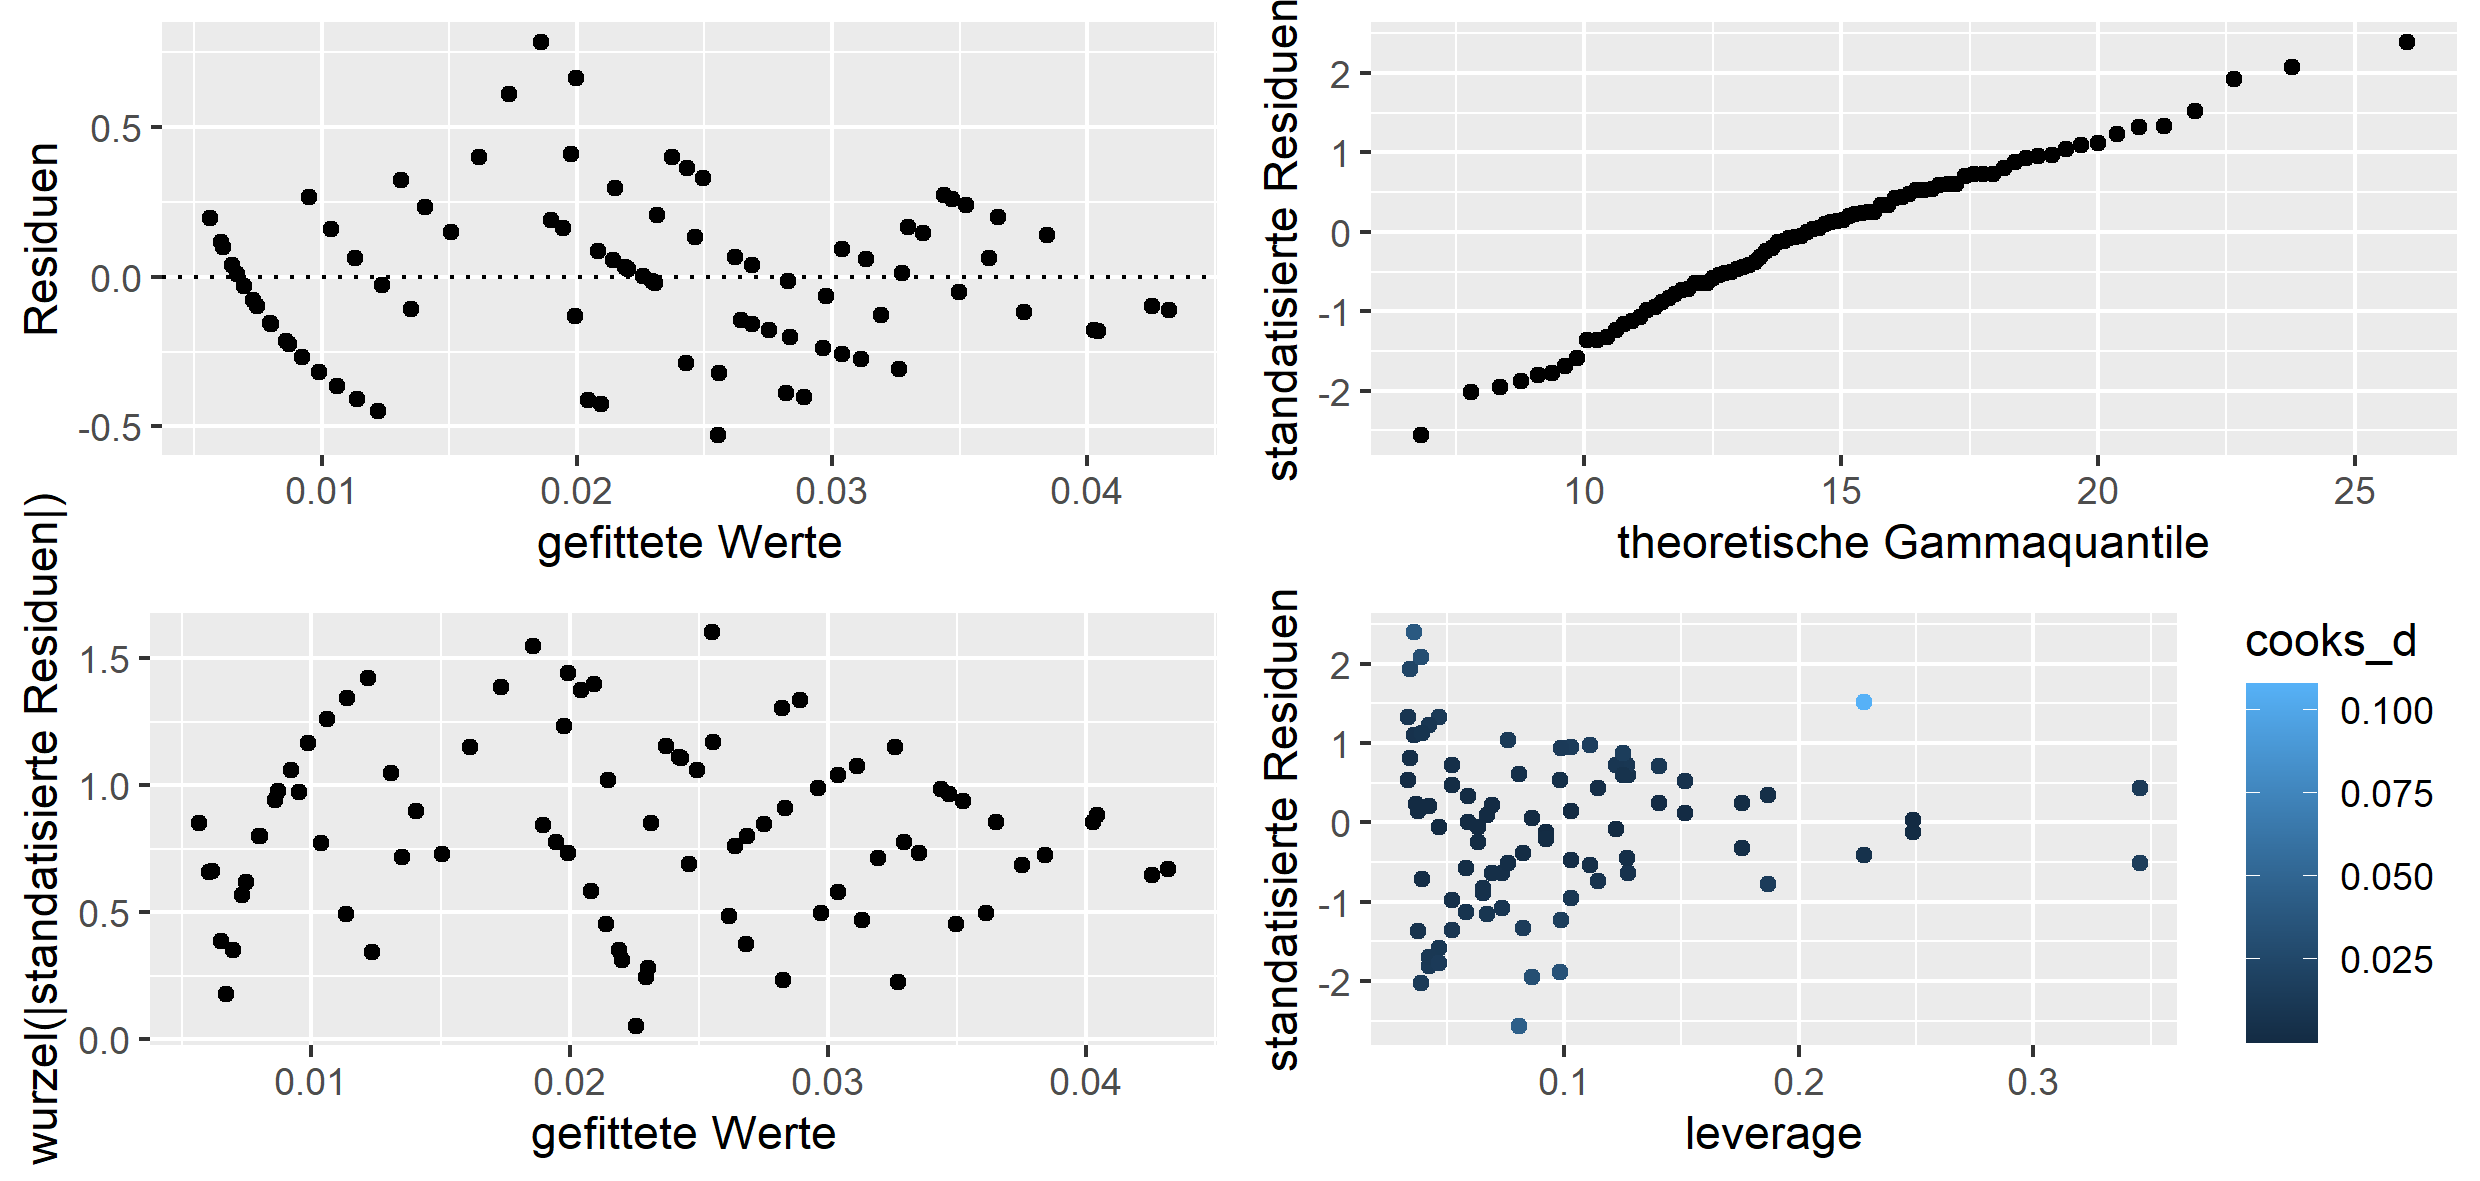 Residuen
0.5
0.0
-0.5
0.01 0.02 0.03 0.04
gefittete Werte
standatisierte Residuen
2
1
0
-1
-2
10 15 20 25
theoretische Gammaquantile
wurzel(|standatisierte Residuen|)
1.5
1.0
0.5
0.0
0.01 0.02 0.03 0.04
gefittete Werte
standatisierte Residuen
2
1
0
-1
-2
0.1 0.2 0.3
leverage
cooks_d
0.100
0.075
0.050
0.025